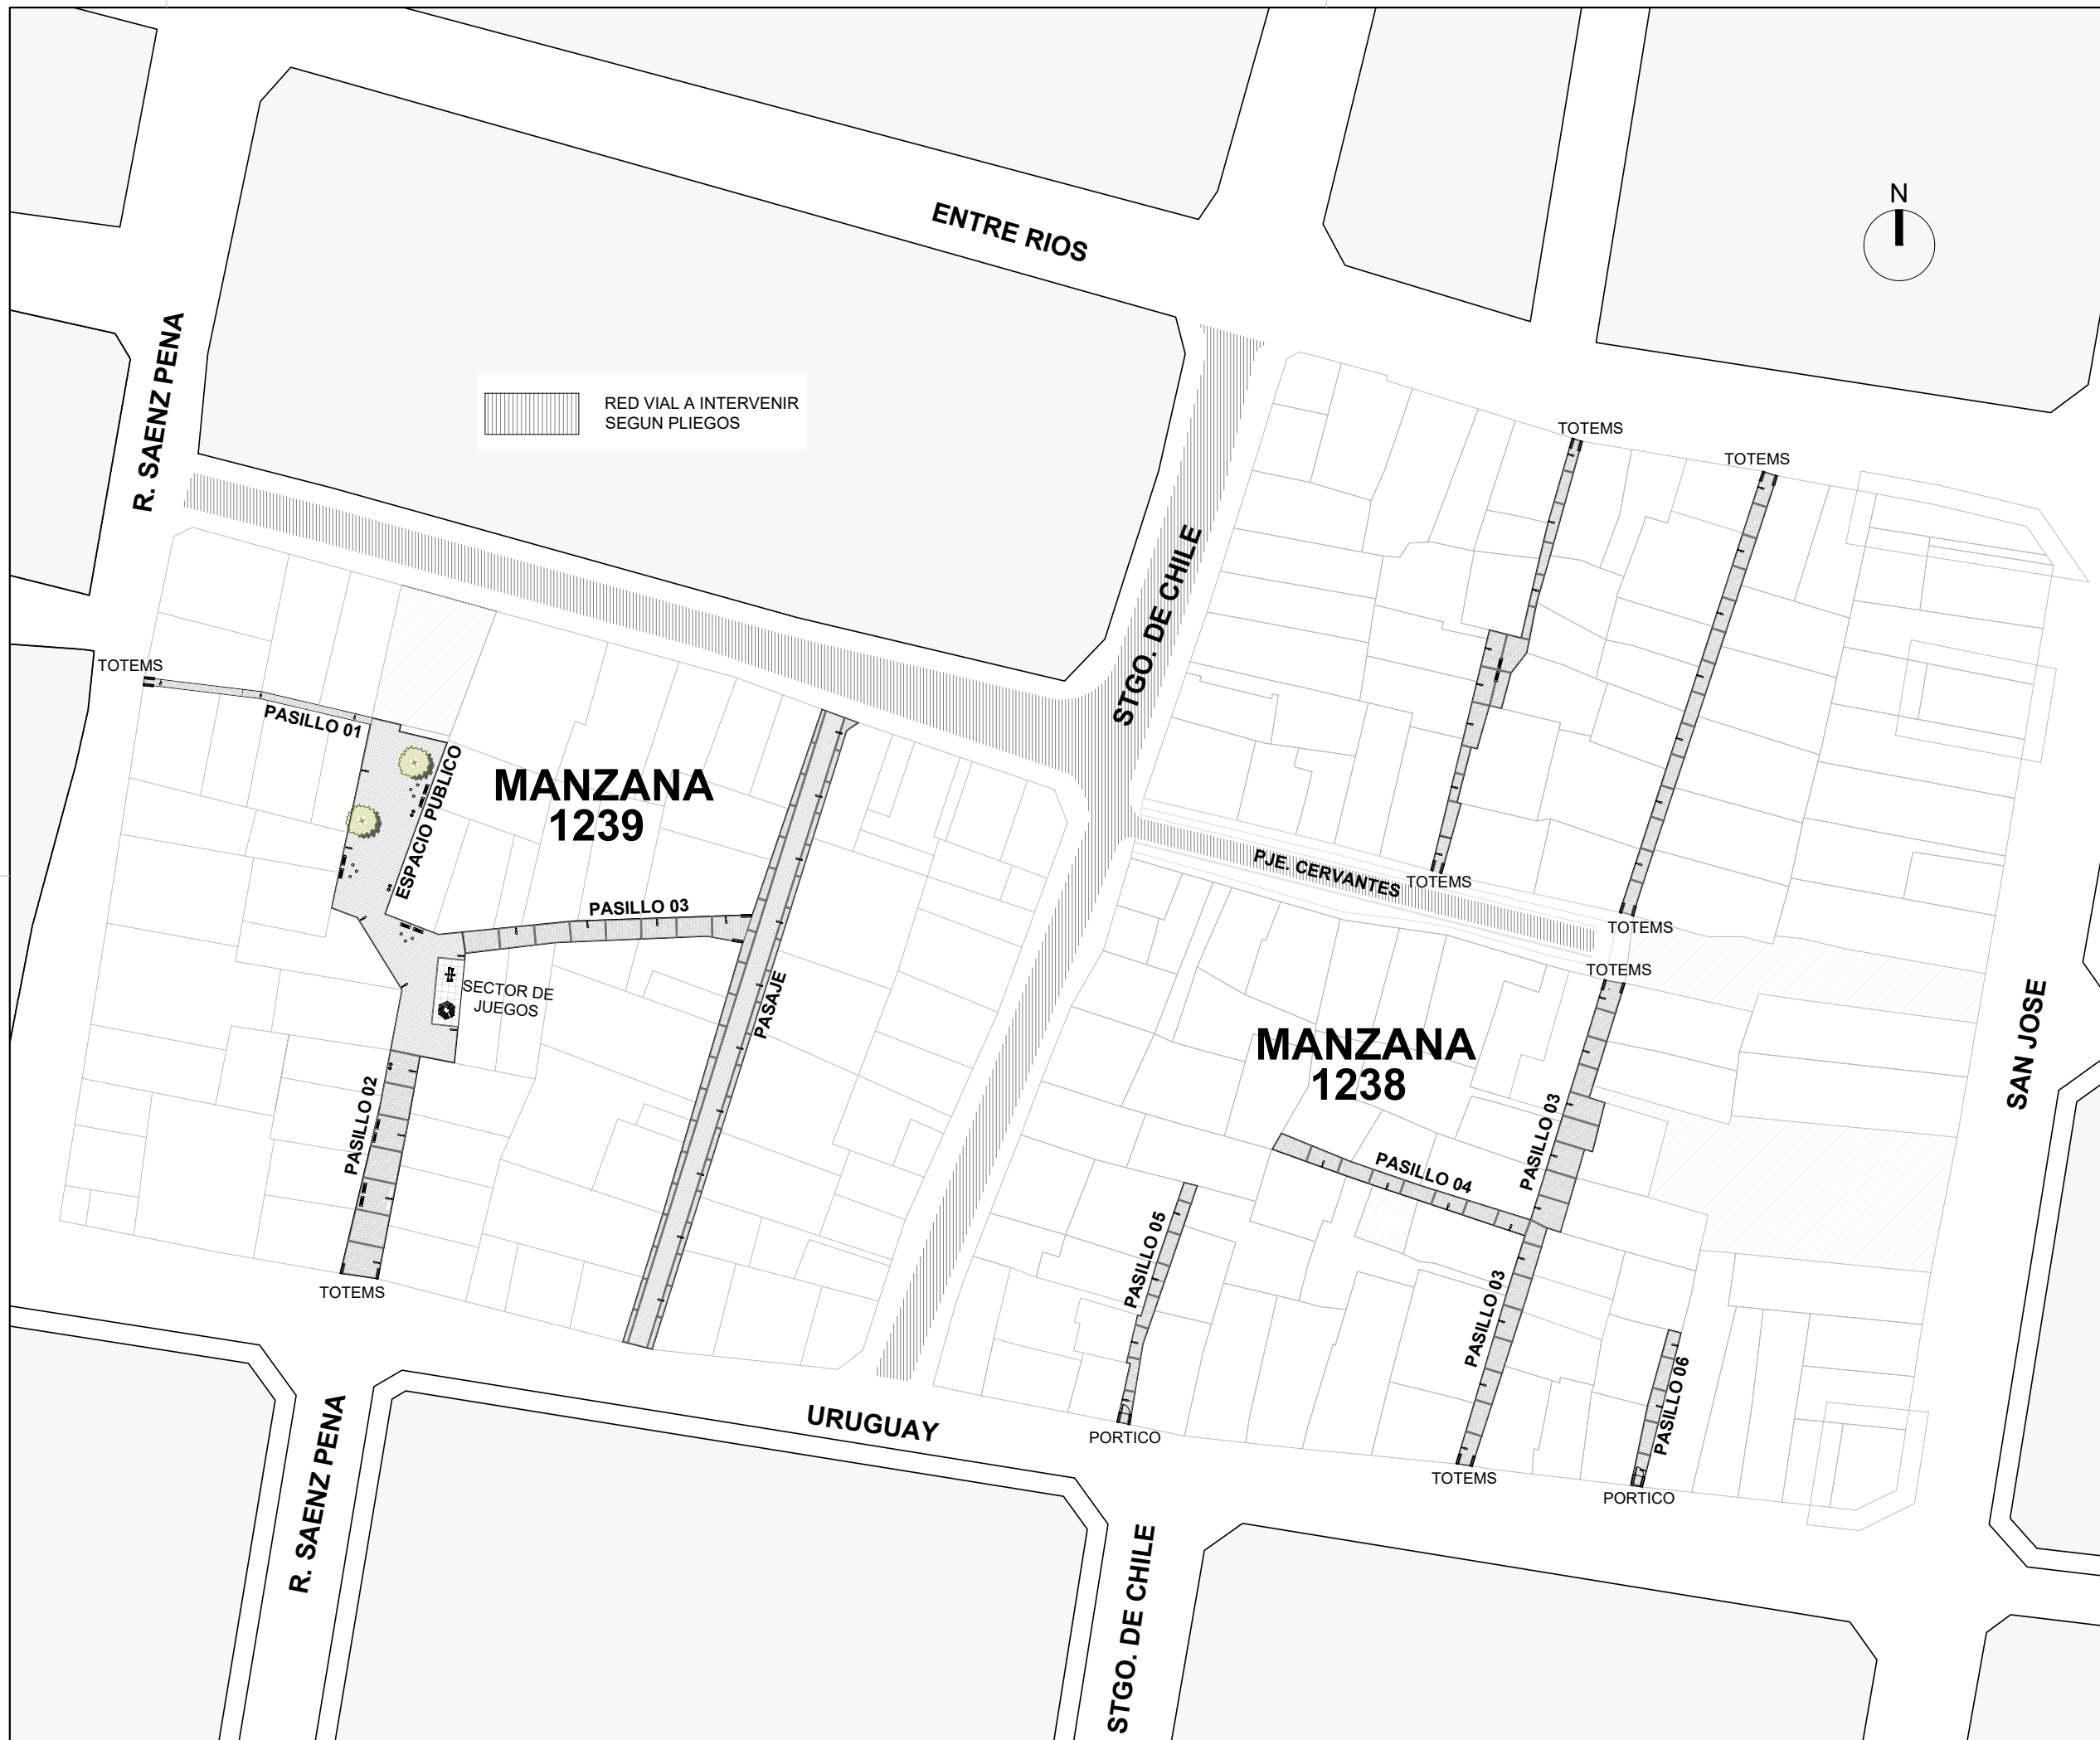 N
ENTRE RIOS
R. SAENZ PENA
RED VIAL A INTERVENIR
SEGUN PLIEGOS
TOTEMS
TOTEMS
STGO. DE CHILE
TOTEMS
PASILLO 01
ESPACIO PUBLICO
MANZANA
1239
PJE. CERVANTES
TOTEMS
PASILLO 03
TOTEMS
TOTEMS
SECTOR DE
JUEGOS
PASAJE
SAN JOSE
MANZANA
1238
PASILLO 02
PASILLO 03
PASILLO 04
PASILLO 05
TOTEMS
PASILLO 03
PASILLO 06
URUGUAY
PORTICO
TOTEMS
PORTICO
R. SAENZ PENA
STGO. DE CHILE